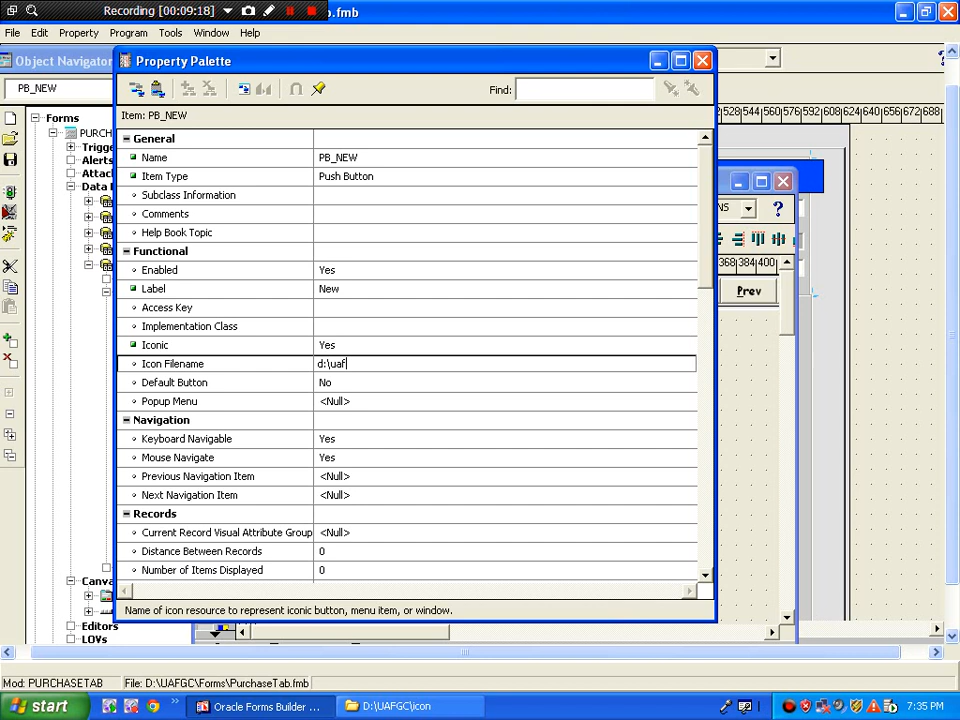 Recording [00:09:18]
b.fmb
File Edit Property Program Tools Window Help
Object Navigator
Property Palette
PB_NEW
Find:
Item: PB_NEW
528 544 560 576 592 608 624 640 656 672 688
Forms
PURCH
Trigge
Alerts
Attac
Data
Canva
Editors
LOVs
General
Name PB_NEW
Item Type Push Button
Subclass Information
Comments
Help Book Topic
Functional
Enabled Yes
Label New
Access Key
Implementation Class
Iconic Yes
Icon Filename d:\uaf
Default Button No
Popup Menu <Null>
Navigation
Keyboard Navigable Yes
Mouse Navigate Yes
Previous Navigation Item <Null>
Next Navigation Item <Null>
Records
Current Record Visual Attribute Group <Null>
Distance Between Records 0
Number of Items Displayed 0
NS
368 384 400
Prev
Name of icon resource to represent iconic button, menu item, or window.
Mod: PURCHASETAB File: D:\UAFGC\Forms\PurchaseTab.fmb
start
Oracle Forms Builder ...
D:\UAFGC\icon
7:35 PM